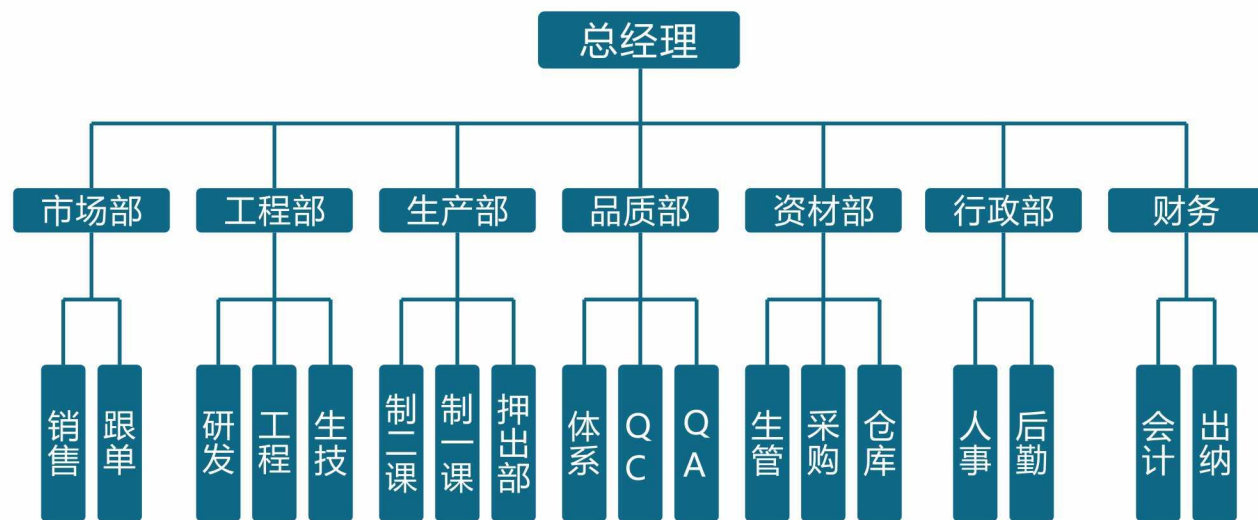 总经理
市场部
工程部
生产部
品质部
资材部
行政部
财务
销售
跟单
研发
工程
生技
制二课
制一课
押出部
体系
QC
QA
生管
采购
仓库
人事
后勤
会计
出纳